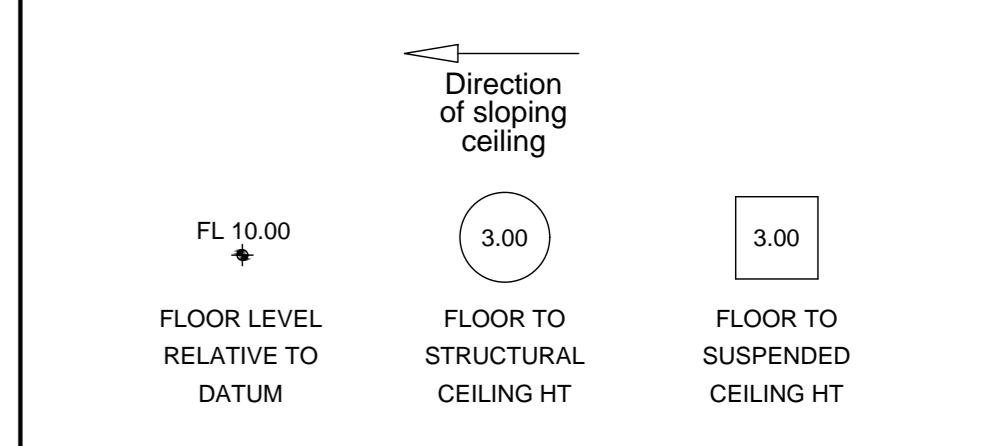 Direction
of sloping
ceiling
FL 10.00
3.00
3.00
FLOOR LEVEL
RELATIVE TO
DATUM
FLOOR TO
STRUCTURAL
CEILING HT
FLOOR TO
SUSPENDED
CEILING HT